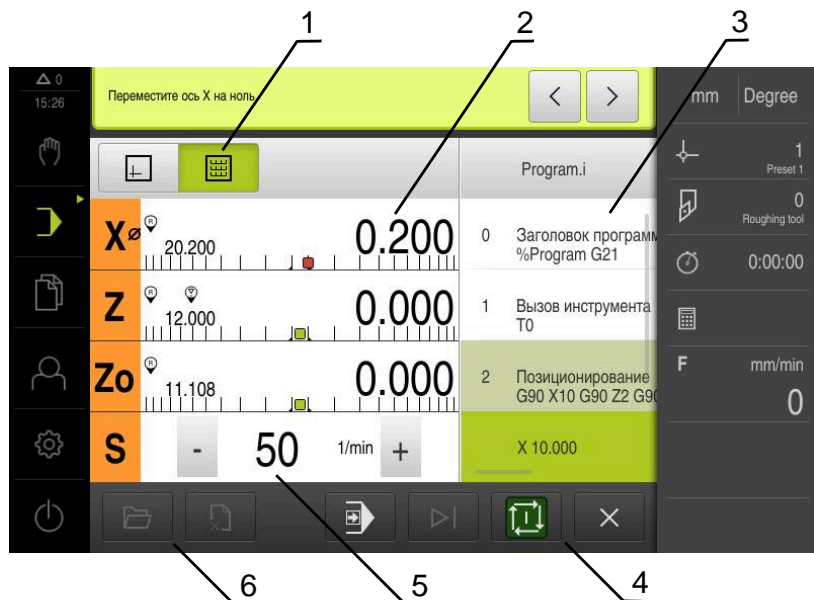 1
2
3
0
15:26
Переместите ось X на ноль
mm
Degree
Program.i
1
Preset 1
X⌀
R
20.200
0.200
0
Заголовок програм
%Program G21
0
Roughing tool
0:00:00
Z
R
12.000
0.000
1
Вызов инструмента
T0
Zo
R
11.108
0.000
2
Позиционирование
G90 X10 G90 Z2 G90
F
mm/min
0
S
-
50
1/min
+
X 10.000
6
5
4